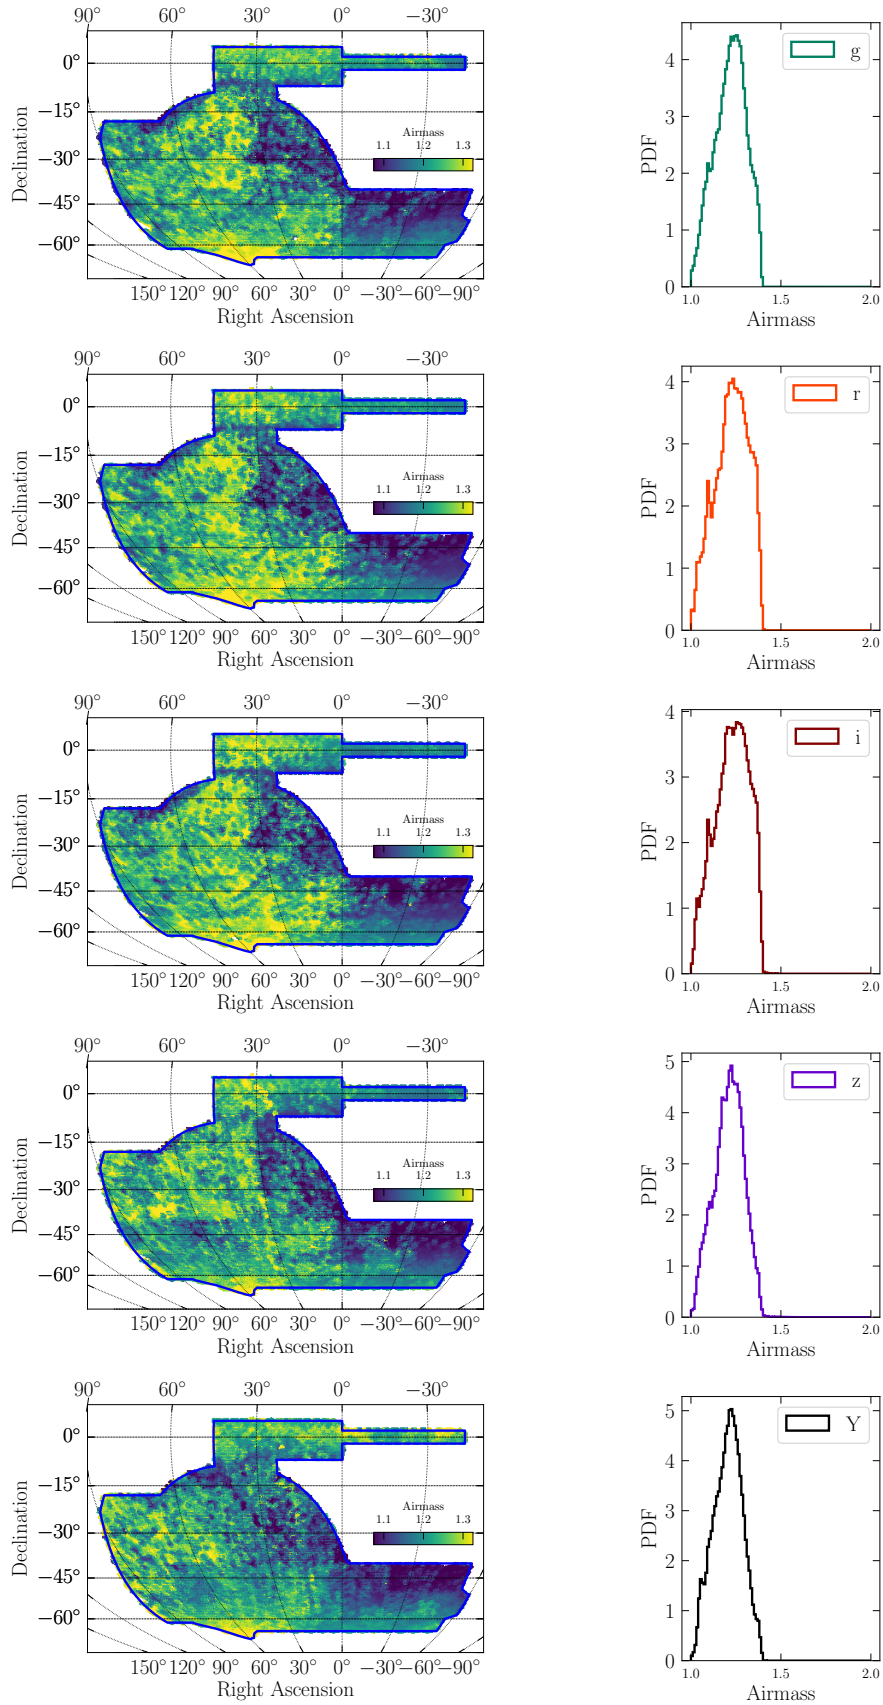 90° 60° 30° 0° −30°
0°
−15°
−30°
−45°
−60°
Declination
Airmass
1.1 1.2 1.3
150° 120° 90° 60° 30° 0° −30° −60° −90°
Right Ascension
g
4
3
2
1
0
PDF
1.0 1.5 2.0
Airmass
90° 60° 30° 0° −30°
0°
−15°
−30°
−45°
−60°
Declination
Airmass
1.1 1.2 1.3
150° 120° 90° 60° 30° 0° −30° −60° −90°
Right Ascension
r
4
3
2
1
0
PDF
1.0 1.5 2.0
Airmass
90° 60° 30° 0° −30°
0°
−15°
−30°
−45°
−60°
Declination
Airmass
1.1 1.2 1.3
150° 120° 90° 60° 30° 0° −30° −60° −90°
Right Ascension
i
4
3
2
1
0
PDF
1.0 1.5 2.0
Airmass
90° 60° 30° 0° −30°
0°
−15°
−30°
−45°
−60°
Declination
Airmass
1.1 1.2 1.3
150° 120° 90° 60° 30° 0° −30° −60° −90°
Right Ascension
z
5
4
3
2
1
0
PDF
1.0 1.5 2.0
Airmass
90° 60° 30° 0° −30°
0°
−15°
−30°
−45°
−60°
Declination
Airmass
1.1 1.2 1.3
150° 120° 90° 60° 30° 0° −30° −60° −90°
Right Ascension
Y
5
4
3
2
1
0
PDF
1.0 1.5 2.0
Airmass